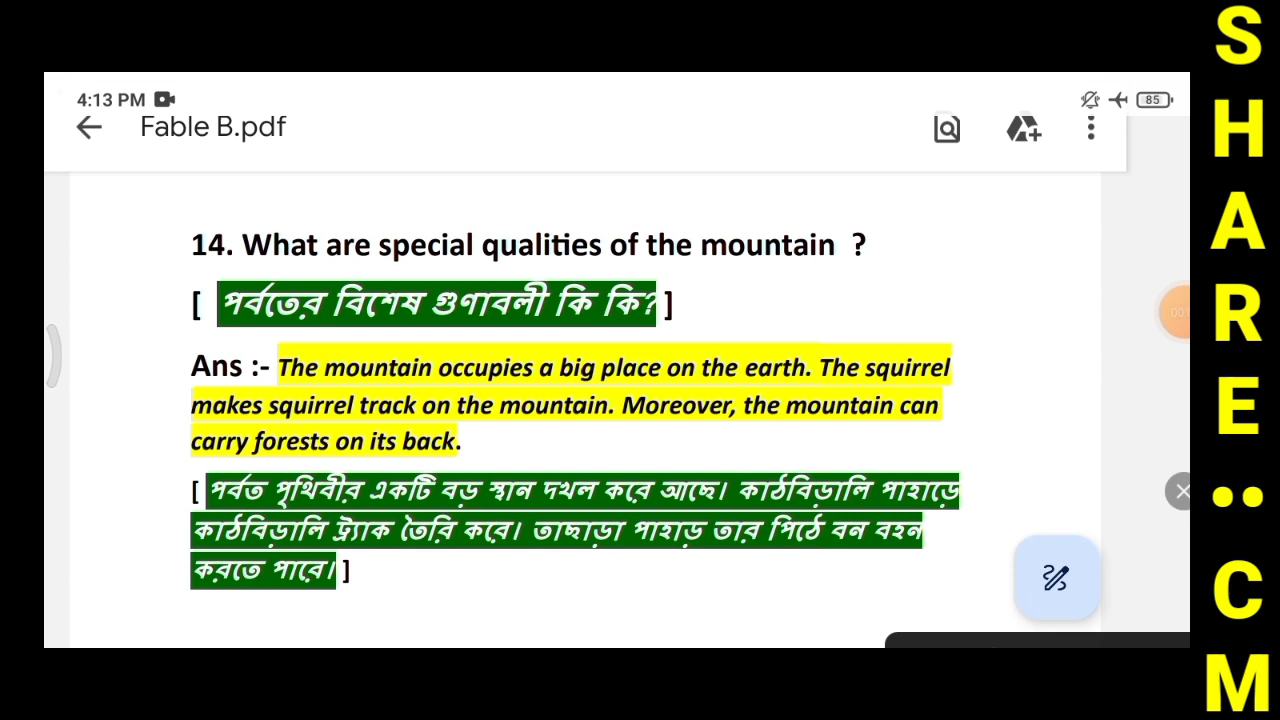 4:13 PM
85
Fable B.pdf
14. What are special qualities of the mountain ?
[ পর্বতের বিশেষ গুণাবলী কি কি? ]
Ans :- The mountain occupies a big place on the earth. The squirrel
makes squirrel track on the mountain. Moreover, the mountain can
carry forests on its back.
[ পর্বত পৃথিবীর একটি বড় স্থান দখল করে আছে। কাঠবিড়ালি পাহাড়ে
কাঠবিড়ালি ট্র্যাক তৈরি করে। তাছাড়া পাহাড় তার পিঠে বন বহন
করতে পারে। ]
S
H
A
R
E
••
C
M